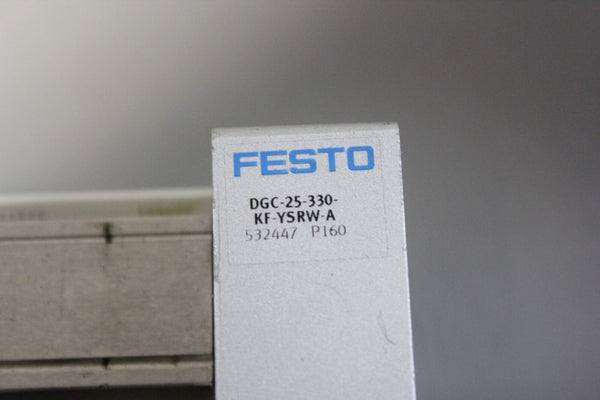 FESTO
DGC-25-330-
KF-YSRW-A
532447 P160